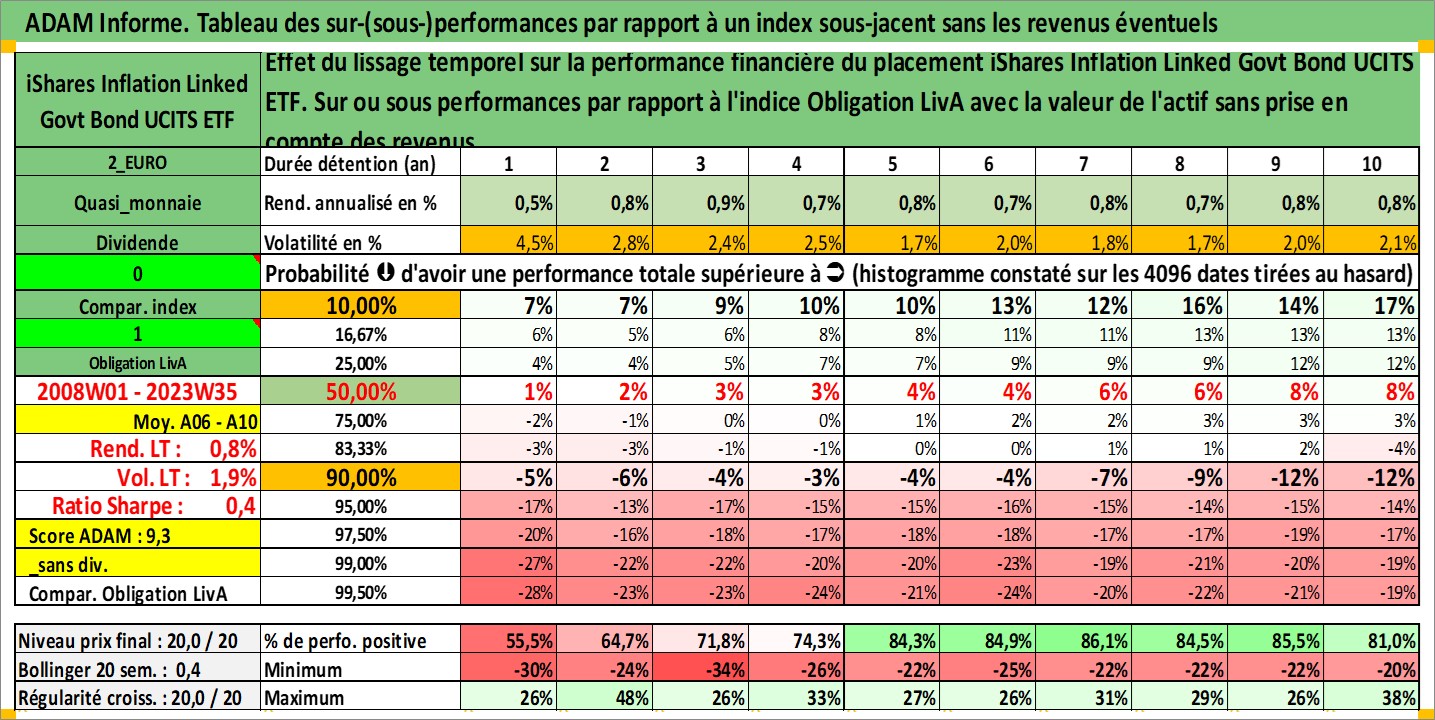 ADAM Informe. Tableau des sur-(sous-)performances par rapport à un index sous-jacent sans les revenus éventuels
iShares Inflation Linked Govt Bond UCITS ETF
Effet du lissage temporel sur la performance financière du placement iShares Inflation Linked Govt Bond UCITS
ETF. Sur ou sous performances par rapport à l'indice Obligation LivA avec la valeur de l'actif sans prise en
compte des revenus
2_EURO Durée détention (an) 1 2 3 4 5 6 7 8 9 10
Quasi_monnaie Rend. annualisé en % 0,5% 0,8% 0,9% 0,7% 0,8% 0,7% 0,8% 0,7% 0,8% 0,8%
Dividende Volatilité en % 4,5% 2,8% 2,4% 2,5% 1,7% 2,0% 1,8% 1,7% 2,0% 2,1%
0 Probabilité d'avoir une performance totale supérieure à (histogramme constaté sur les 4096 dates tirées au hasard)
Compar. index 10,00% 7% 7% 9% 10% 10% 13% 12% 16% 14% 17%
1 16,67% 6% 5% 6% 8% 8% 11% 11% 13% 13% 13%
Obligation LivA 25,00% 4% 4% 5% 7% 7% 9% 9% 9% 12% 12%
2008W01 - 2023W35 50,00% 1% 2% 3% 3% 4% 4% 6% 6% 8% 8%
Moy. A06 - A10 75,00% -2% -1% 0% 0% 1% 2% 2% 3% 3% 3%
Rend. LT : 0,8% 83,33% -3% -3% -1% -1% 0% 0% 1% 1% 2% -4%
Vol. LT : 1,9% 90,00% -5% -6% -4% -3% -4% -4% -7% -9% -12% -12%
Ratio Sharpe : 0,4 95,00% -17% -13% -17% -15% -15% -16% -15% -14% -15% -14%
Score ADAM : 9,3 97,50% -20% -16% -18% -17% -18% -18% -17% -17% -19% -17%
_sans div. 99,00% -27% -22% -22% -20% -20% -23% -19% -21% -20% -19%
Compar. Obligation LivA 99,50% -28% -23% -23% -24% -21% -24% -20% -22% -21% -19%
Niveau prix final : 20,0 / 20 % de perfo. positive 55,5% 64,7% 71,8% 74,3% 84,3% 84,9% 86,1% 84,5% 85,5% 81,0%
Bollinger 20 sem. : 0,4 Minimum -30% -24% -34% -26% -22% -25% -22% -22% -22% -20%
Régularité croiss. : 20,0 / 20 Maximum 26% 48% 26% 33% 27% 26% 31% 29% 26% 38%